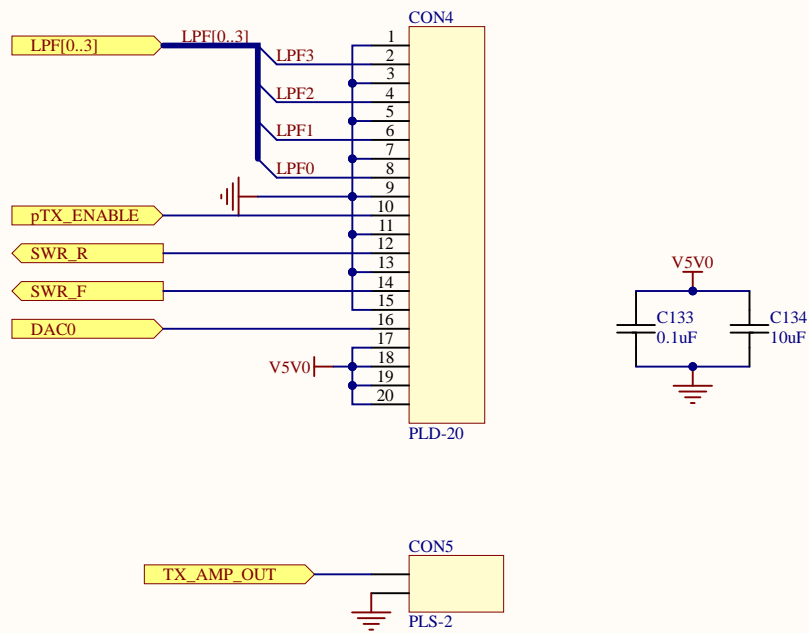 CON4
LPF[0..3]
LPF[0..3]
1
LPF3
2
3
LPF2
4
5
LPF1
6
7
LPF0
8
9
pTX_ENABLE
10
11
SWR_R
12
13
SWR_F
14
15
DAC0
16
17
V5V0
18
19
20
PLD-20
V5V0
C133
0.1uF
C134
10uF
CON5
TX_AMP_OUT
PLS-2